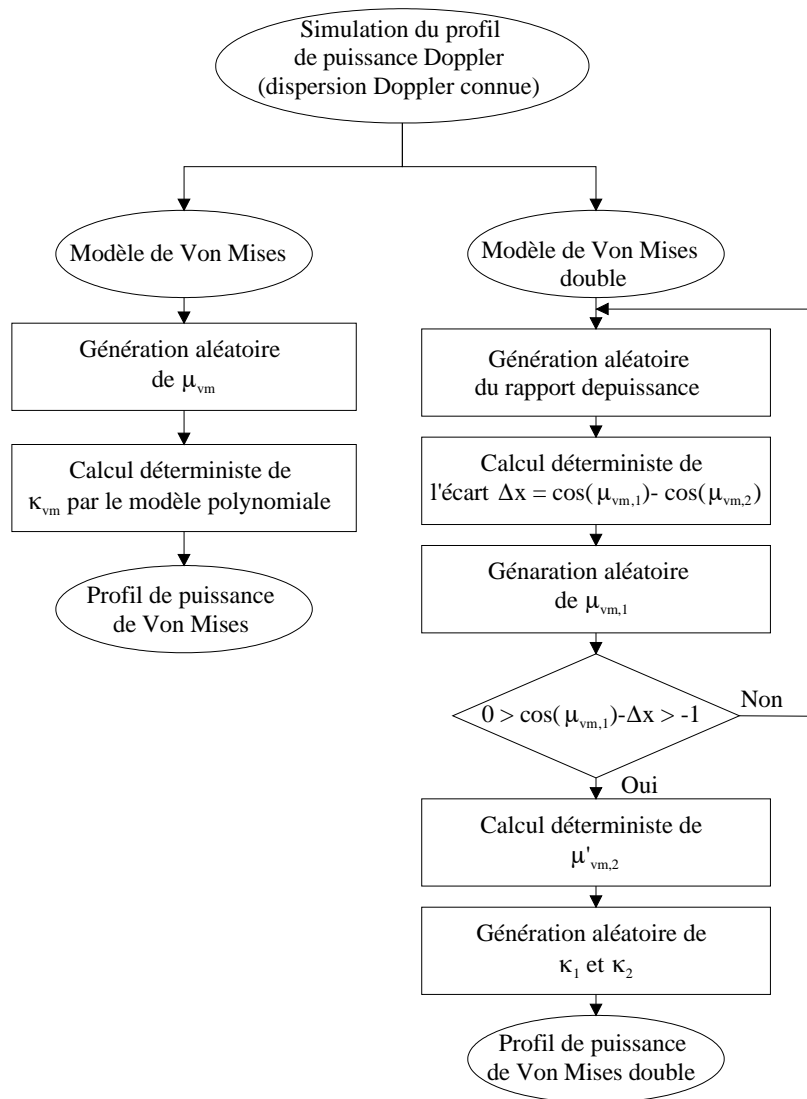 Simulation du profil
de puissance Doppler
(dispersion Doppler connue)
Modèle de Von Mises
Génération aléatoire
de μvm
Calcul déterministe de
κvm par le modèle polynomiale
Profil de puissance
de Von Mises
Modèle de Von Mises
double
Génération aléatoire
du rapport depuissance
Calcul déterministe de
l'écart Δx = cos(μvm,1)- cos(μvm,2)
Génaration aléatoire
de μvm,1
0 > cos(μvm,1)-Δx > -1
Non
Oui
Calcul déterministe de
μ'vm,2
Génération aléatoire de
κ1 et κ2
Profil de puissance
de Von Mises double